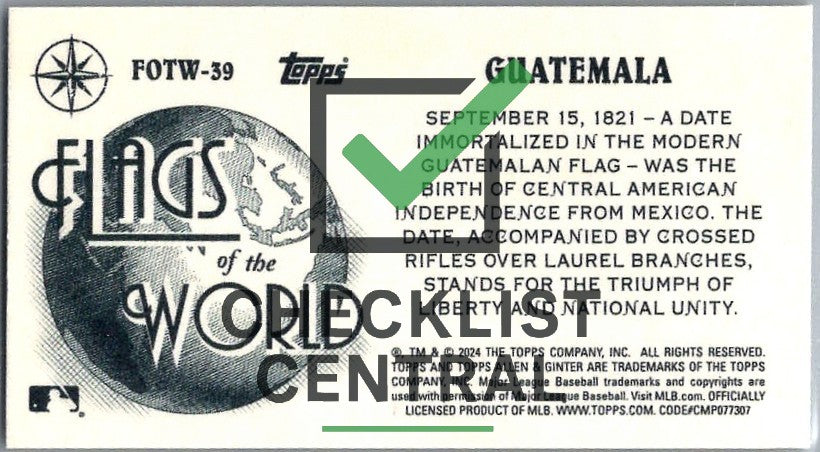 FOTW-39
topps
GUATEMALA
FLAGS
of the
WORLD
SEPTEMBER 15, 1821 – A DATE
IMMORTALIZED IN THE MODERN
GUATEMALAN FLAG – WAS THE
BIRTH OF CENTRAL AMERICAN
INDEPENDENCE FROM MEXICO. THE
DATE, ACCOMPANIED BY CROSSED
RIFLES OVER LAUREL BRANCHES,
STANDS FOR THE TRIUMPH OF
LIBERTY AND NATIONAL UNITY.
CHECKLIST
CENTRAL
®, TM & © 2024 THE TOPPS COMPANY, INC. ALL RIGHTS RESERVED.
TOPPS AND TOPPS ALLEN & GINTER ARE TRADEMARKS OF THE TOPPS
COMPANY, INC. Major League Baseball trademarks and copyrights are
used with permission of Major League Baseball. Visit MLB.com. OFFICIALLY
LICENSED PRODUCT OF MLB. WWW.TOPPS.COM. CODE#CMP077307